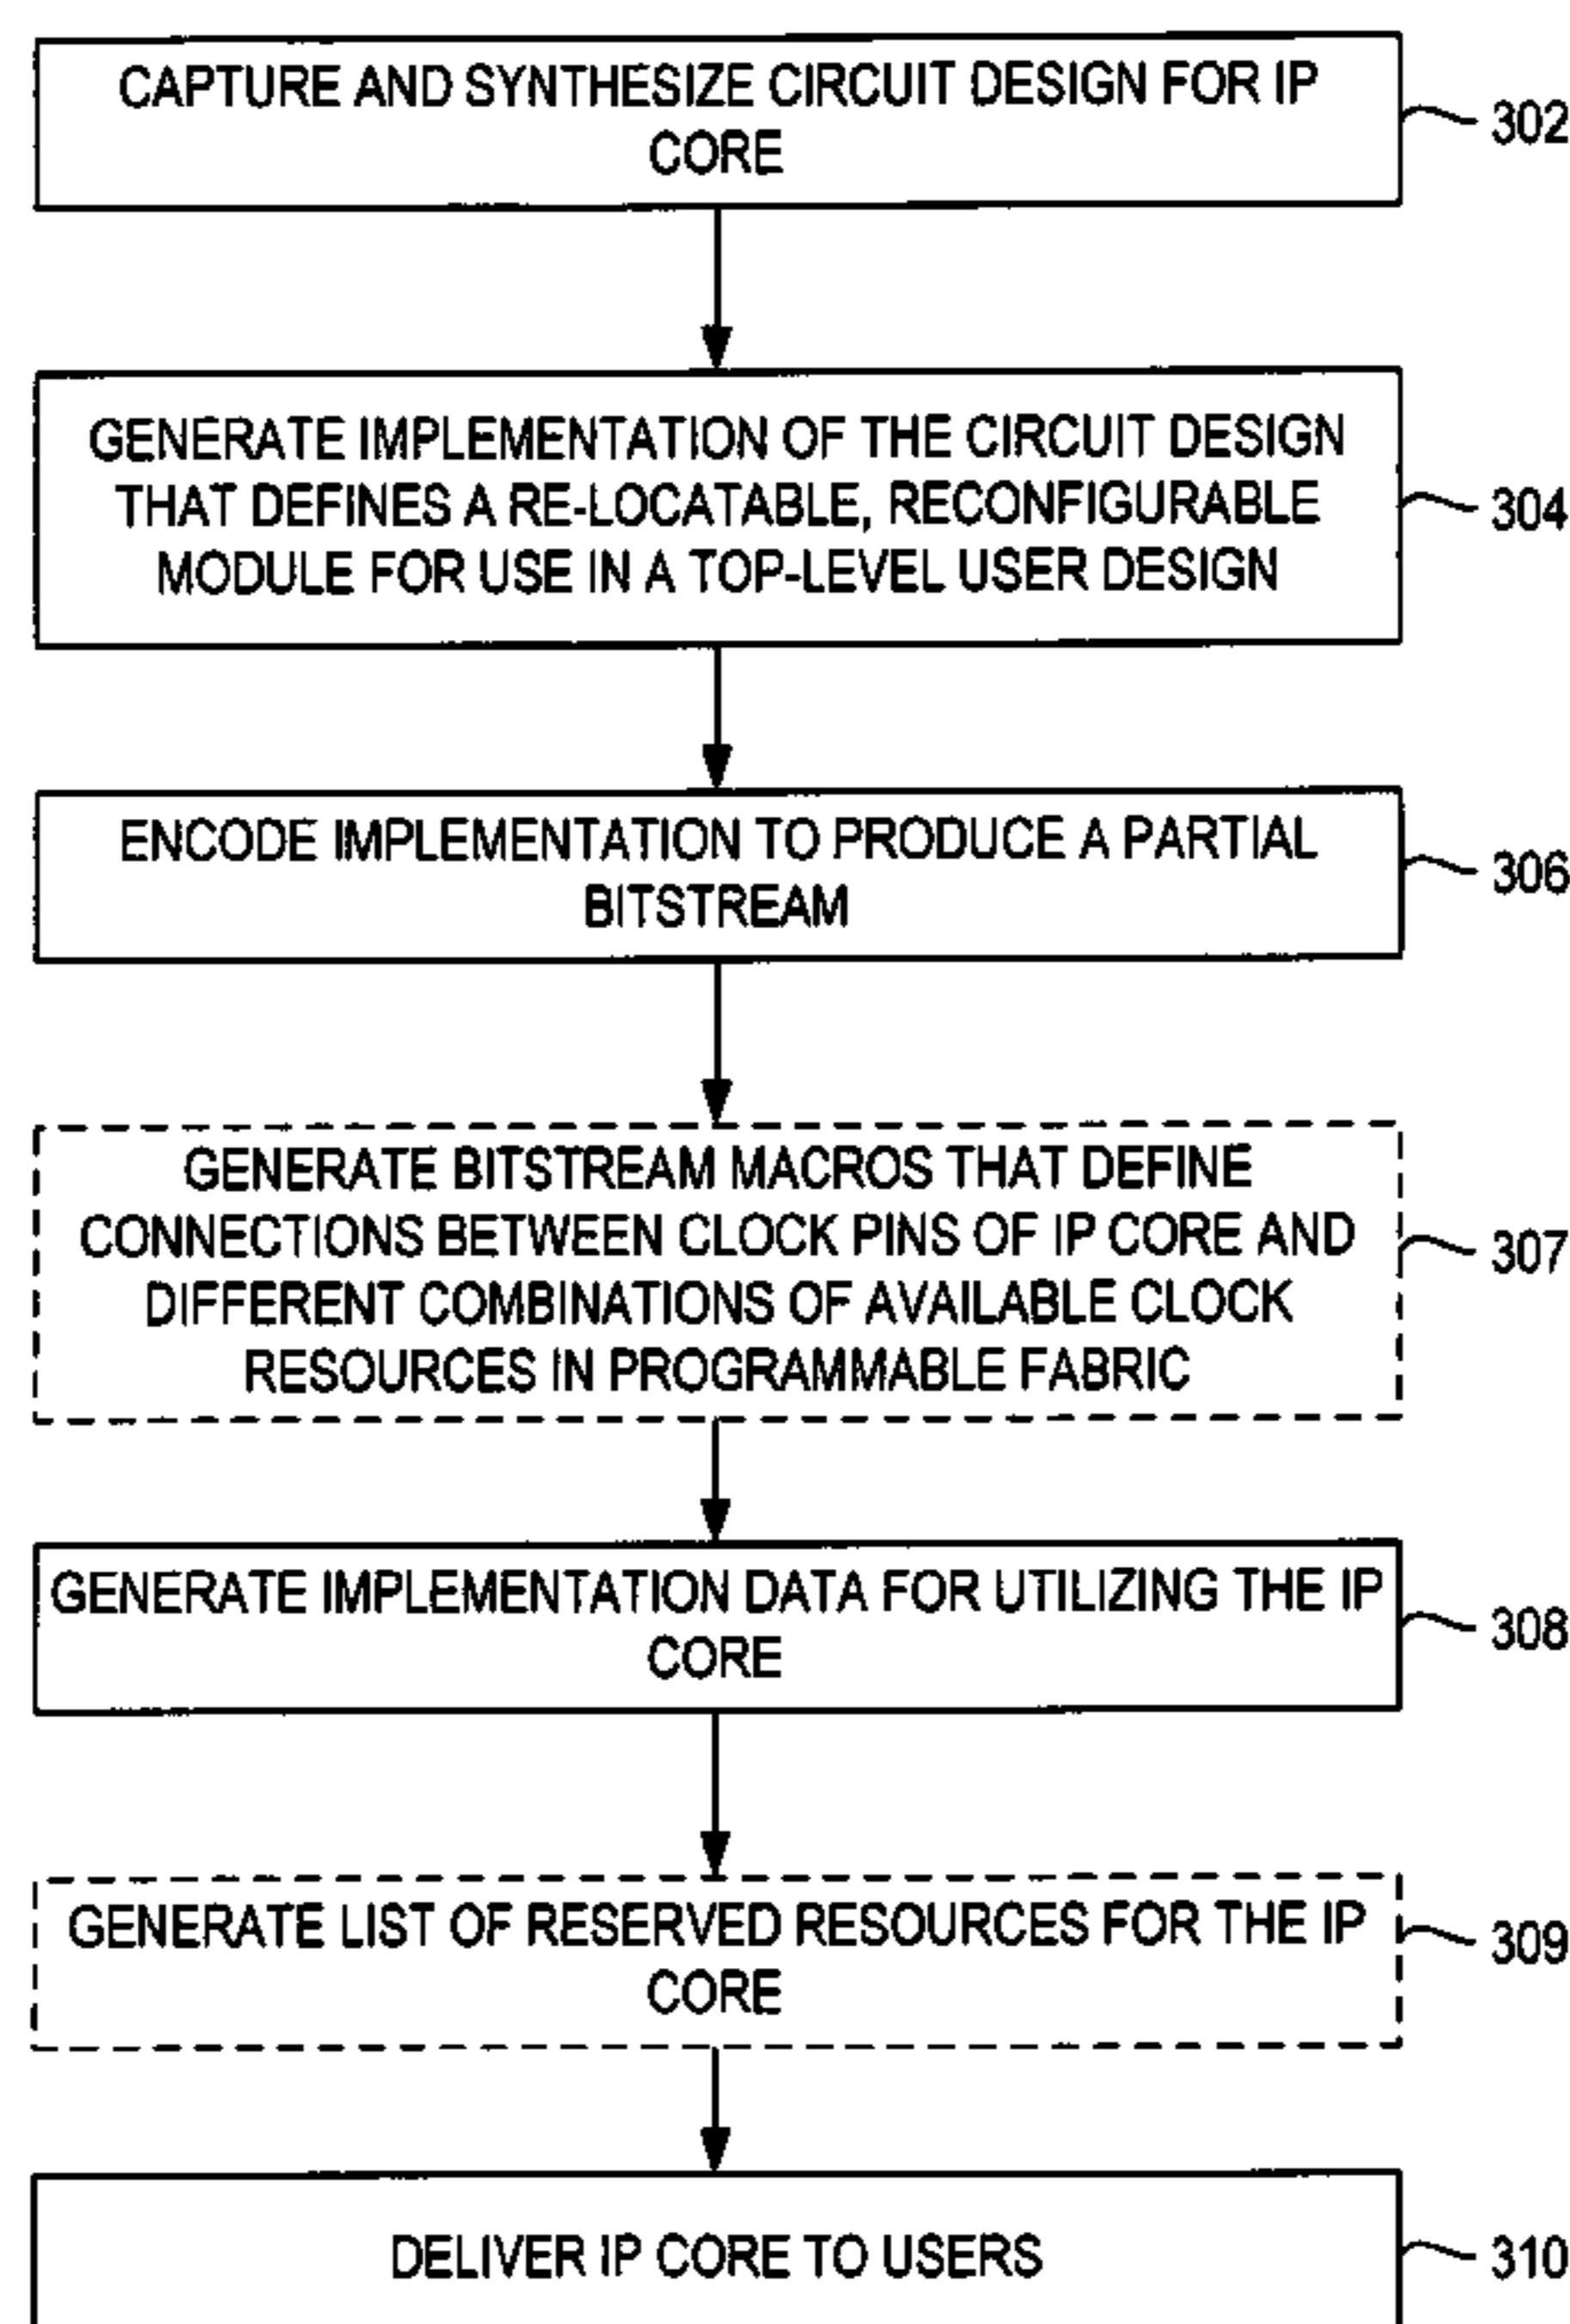 CAPTURE AND SYNTHESIZE CIRCUIT DESIGN FOR IP
CORE
302
GENERATE IMPLEMENTATION OF THE CIRCUIT DESIGN
THAT DEFINES A RE-LOCATABLE, RECONFIGURABLE
MODULE FOR USE IN A TOP-LEVEL USER DESIGN
304
ENCODE IMPLEMENTATION TO PRODUCE A PARTIAL
BITSTREAM
306
GENERATE BITSTREAM MACROS THAT DEFINE
CONNECTIONS BETWEEN CLOCK PINS OF IP CORE AND
DIFFERENT COMBINATIONS OF AVAILABLE CLOCK
RESOURCES IN PROGRAMMABLE FABRIC
307
GENERATE IMPLEMENTATION DATA FOR UTILIZING THE IP
CORE
308
GENERATE LIST OF RESERVED RESOURCES FOR THE IP
CORE
309
DELIVER IP CORE TO USERS
310